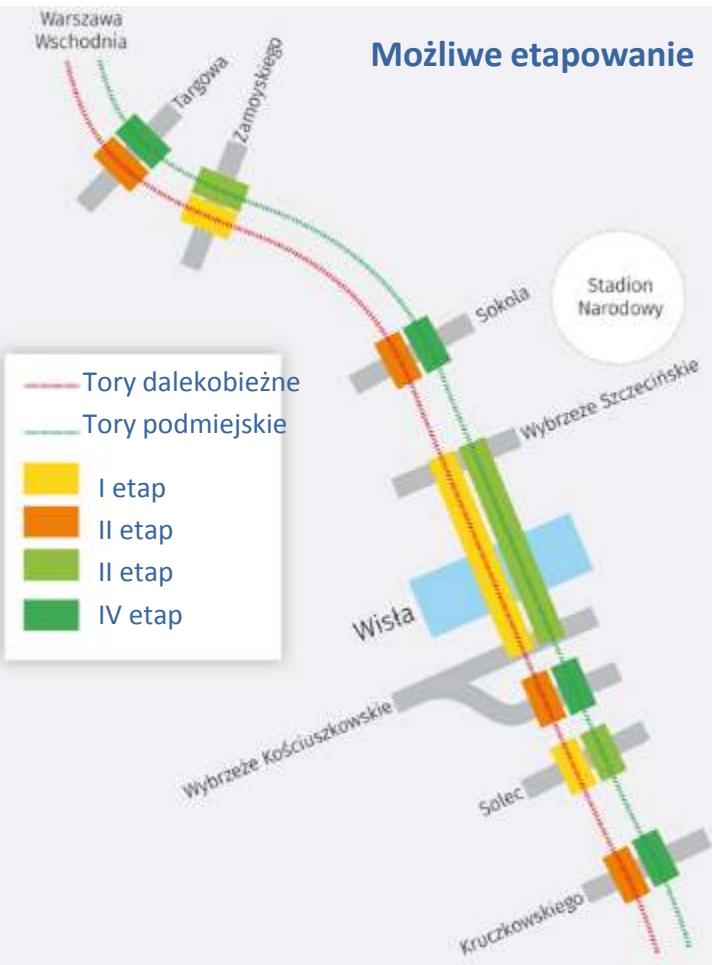 Warszawa
Wschodnia
Możliwe etapowanie
Targowa
Zamoyskiego
Sokola
Stadion
Narodowy
Wybrzeże Szczecińskie
Tory dalekobieżne
Tory podmiejskie
I etap
II etap
II etap
IV etap
Wisła
Wybrzeże Kościuszkowskie
Solec
Kruczkowskiego